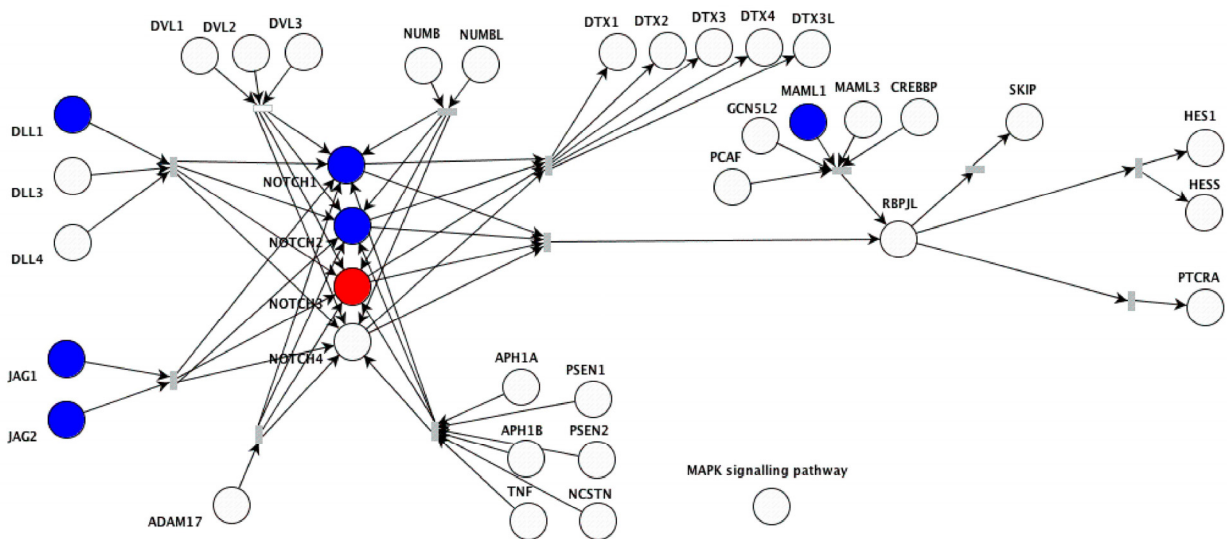 DVL1
DVL2
DVL3
NUMB
NUMBL
DTX1
DTX2
DTX3
DTX4
DTX3L
DLL1
DLL3
DLL4
NOTCH1
NOTCH2
NOTCH3
NOTCH4
GCN5L2
MAML1
MAML3
CREBBP
SKIP
PCAF
RBPJL
HES1
HESS
PTCRA
JAG1
JAG2
ADAM17
APH1A
PSEN1
APH1B
PSEN2
TNF
NCSTN
MAPK signalling pathway